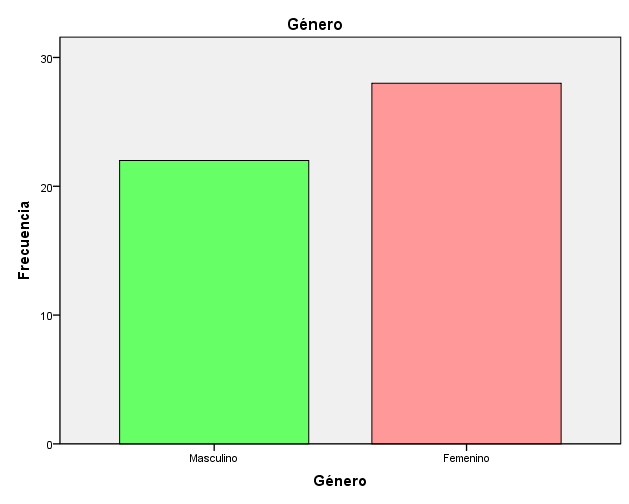 Género
30
20
10
0
Frecuencia
Masculino
Femenino
Género